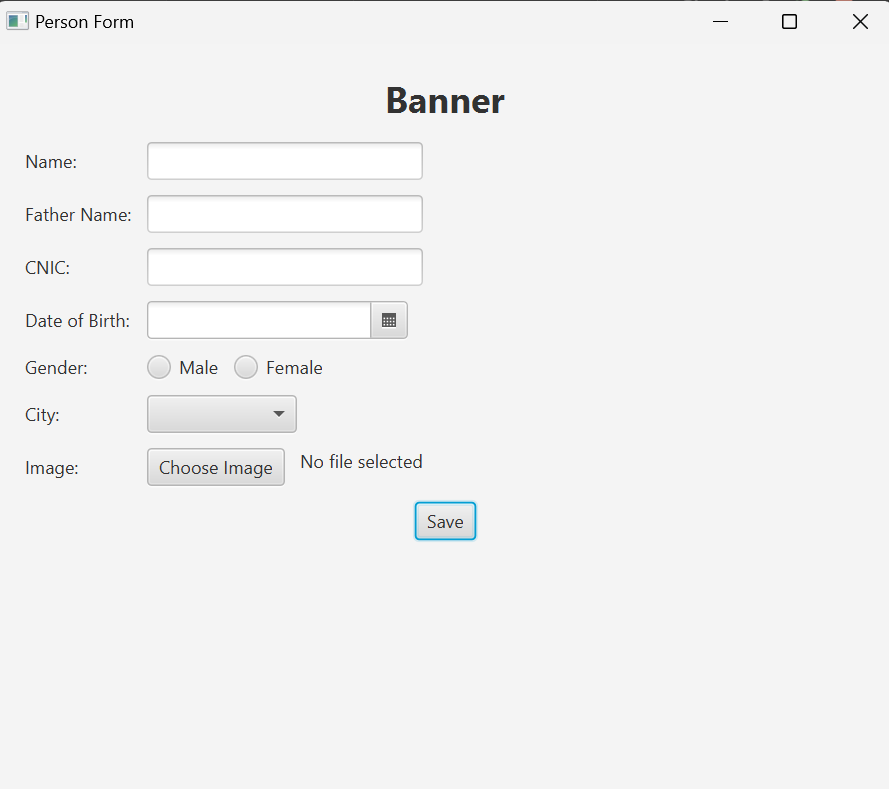 Person Form
Banner
Name:
Father Name:
CNIC:
Date of Birth:
Gender: Male Female
City:
Image: Choose Image No file selected
Save